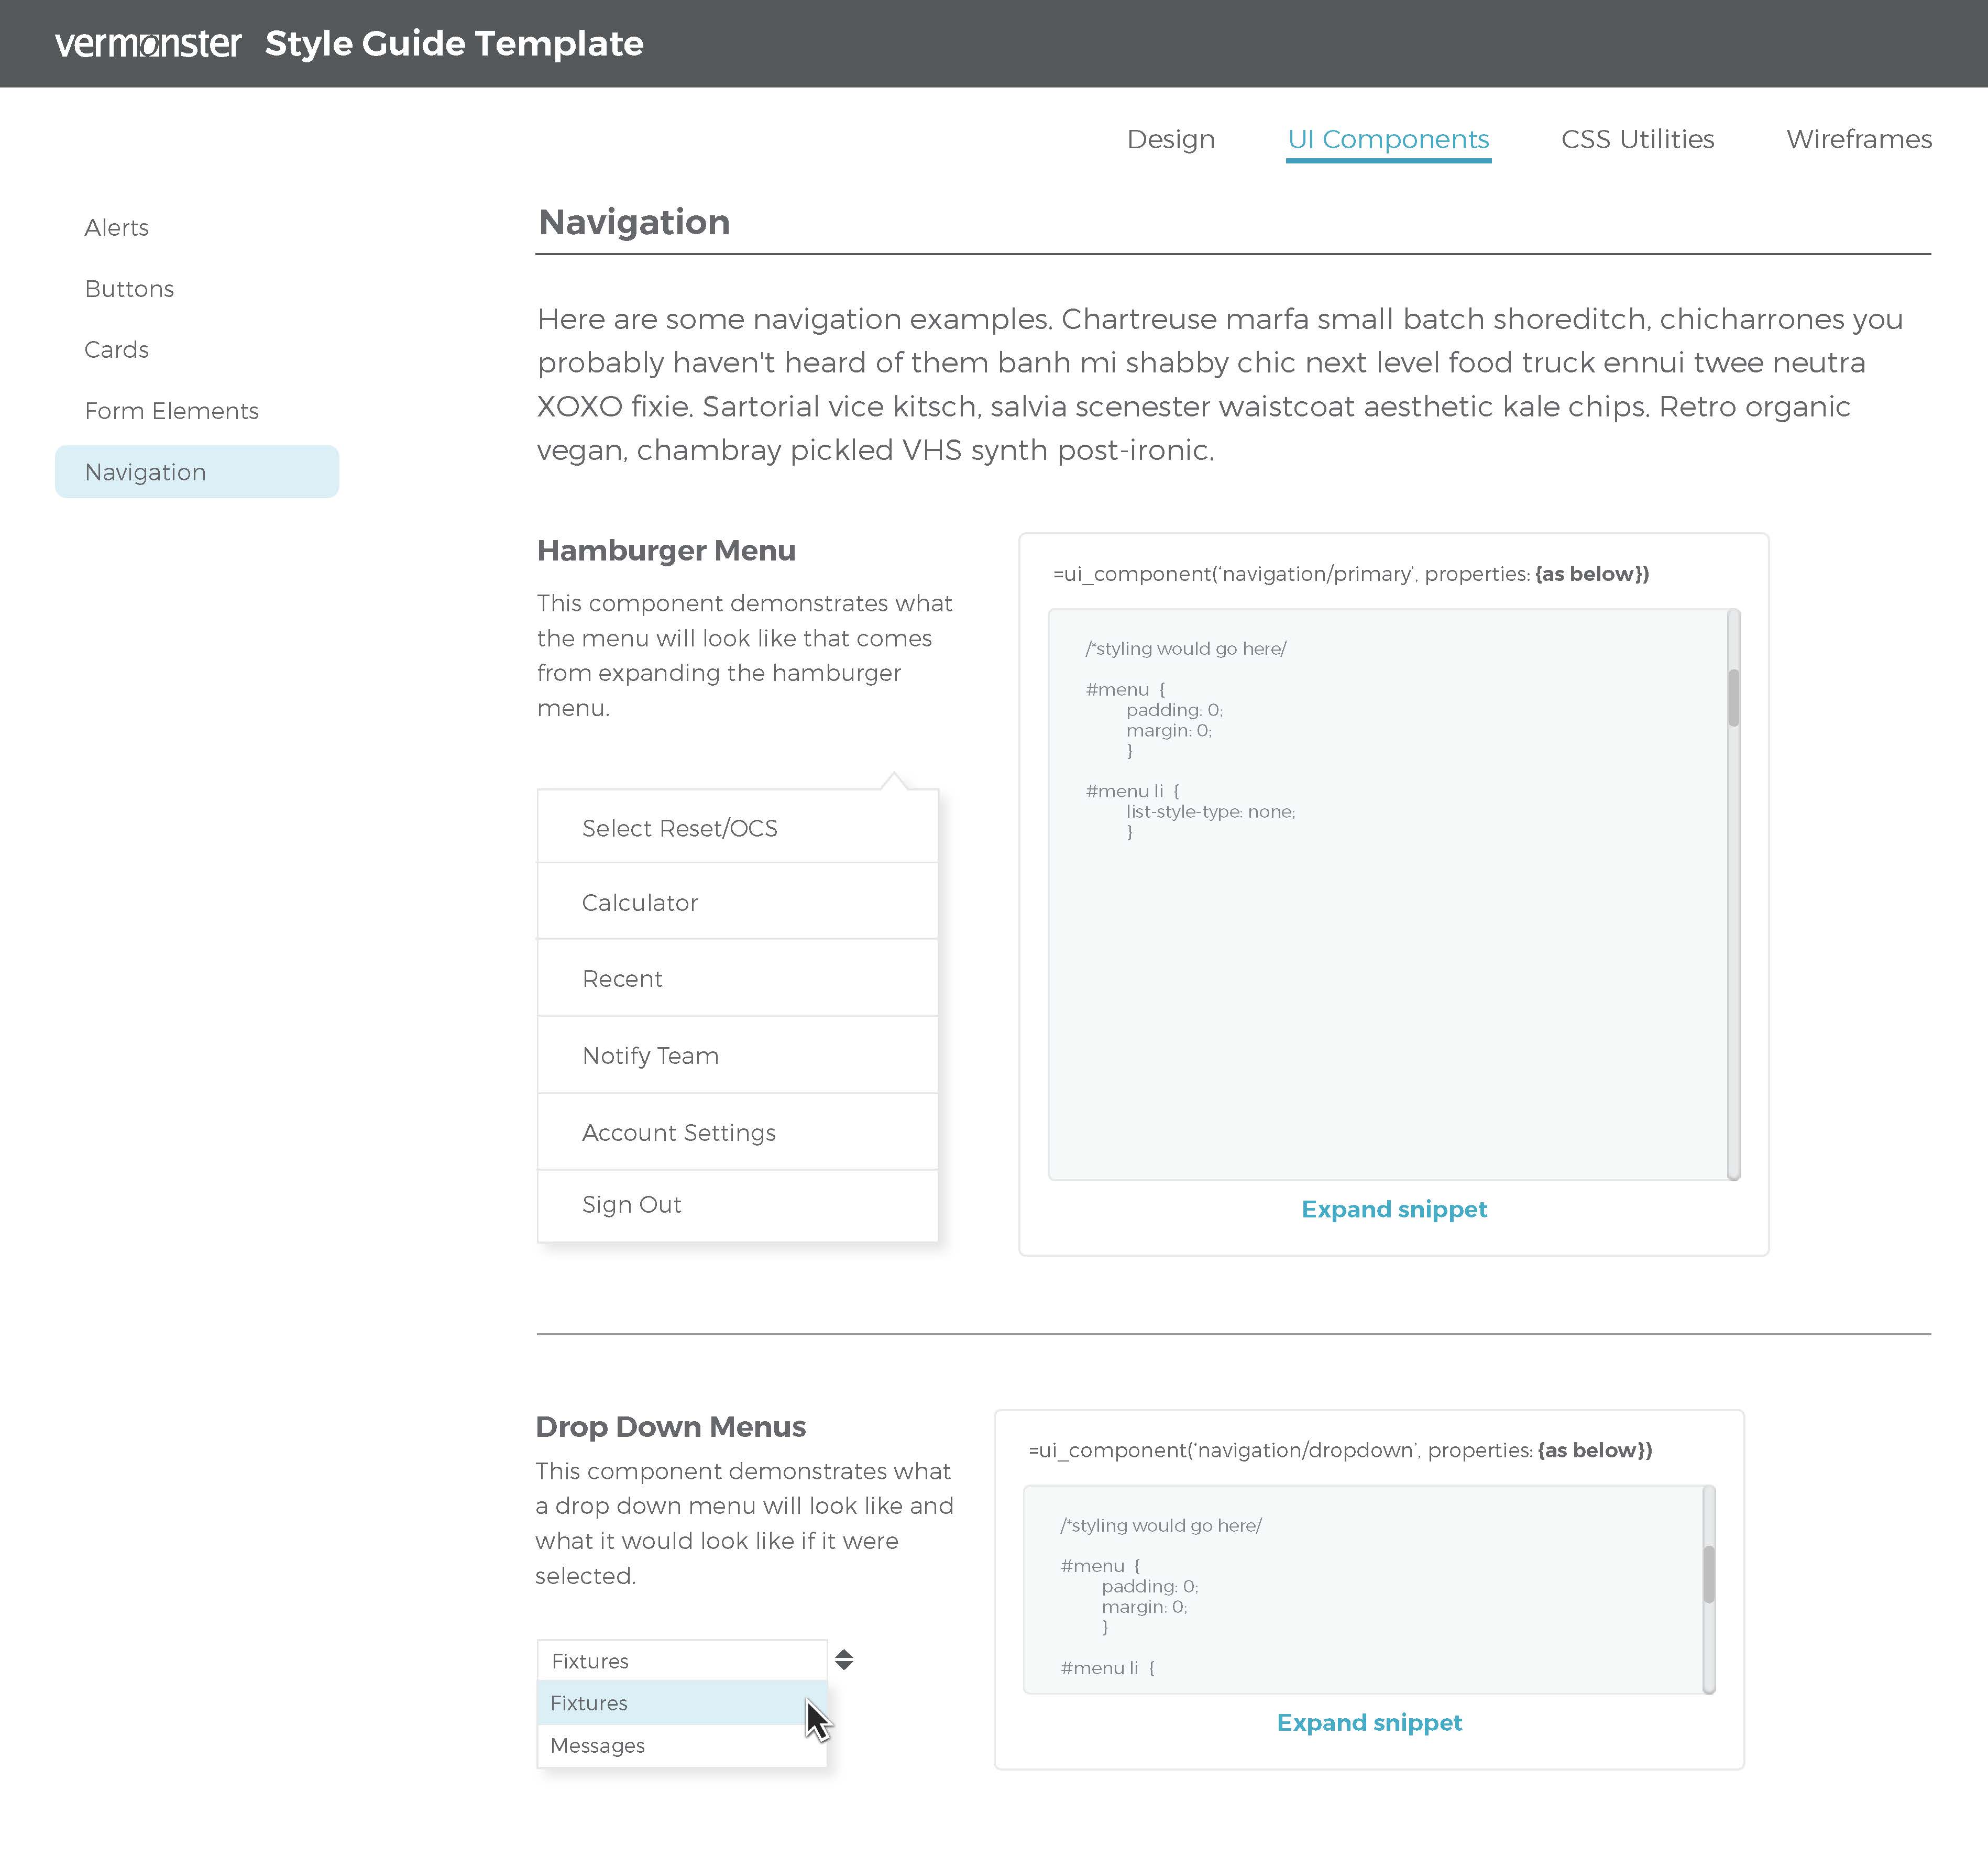 vermonster Style Guide Template
Design UI Components CSS Utilities Wireframes
Alerts
Buttons
Cards
Form Elements
Navigation
Navigation
Here are some navigation examples. Chartreuse marfa small batch shoreditch, chicharrones you
probably haven't heard of them banh mi shabby chic next level food truck ennui twee neutra
XOXO fixie. Sartorial vice kitsch, salvia scenester waistcoat aesthetic kale chips. Retro organic
vegan, chambray pickled VHS synth post-ironic.
Hamburger Menu
This component demonstrates what
the menu will look like that comes
from expanding the hamburger
menu.
Select Reset/OCS
Calculator
Recent
Notify Team
Account Settings
Sign Out
=ui_component(‘navigation/primary’, properties: {as below})
/*styling would go here/
#menu {
padding: 0;
margin: 0;
}
#menu li {
list-style-type: none;
}
Expand snippet
Drop Down Menus
This component demonstrates what
a drop down menu will look like and
what it would look like if it were
selected.
Fixtures
Fixtures
Messages
=ui_component(‘navigation/dropdown’, properties: {as below})
/*styling would go here/
#menu {
padding: 0;
margin: 0;
}
#menu li {
Expand snippet